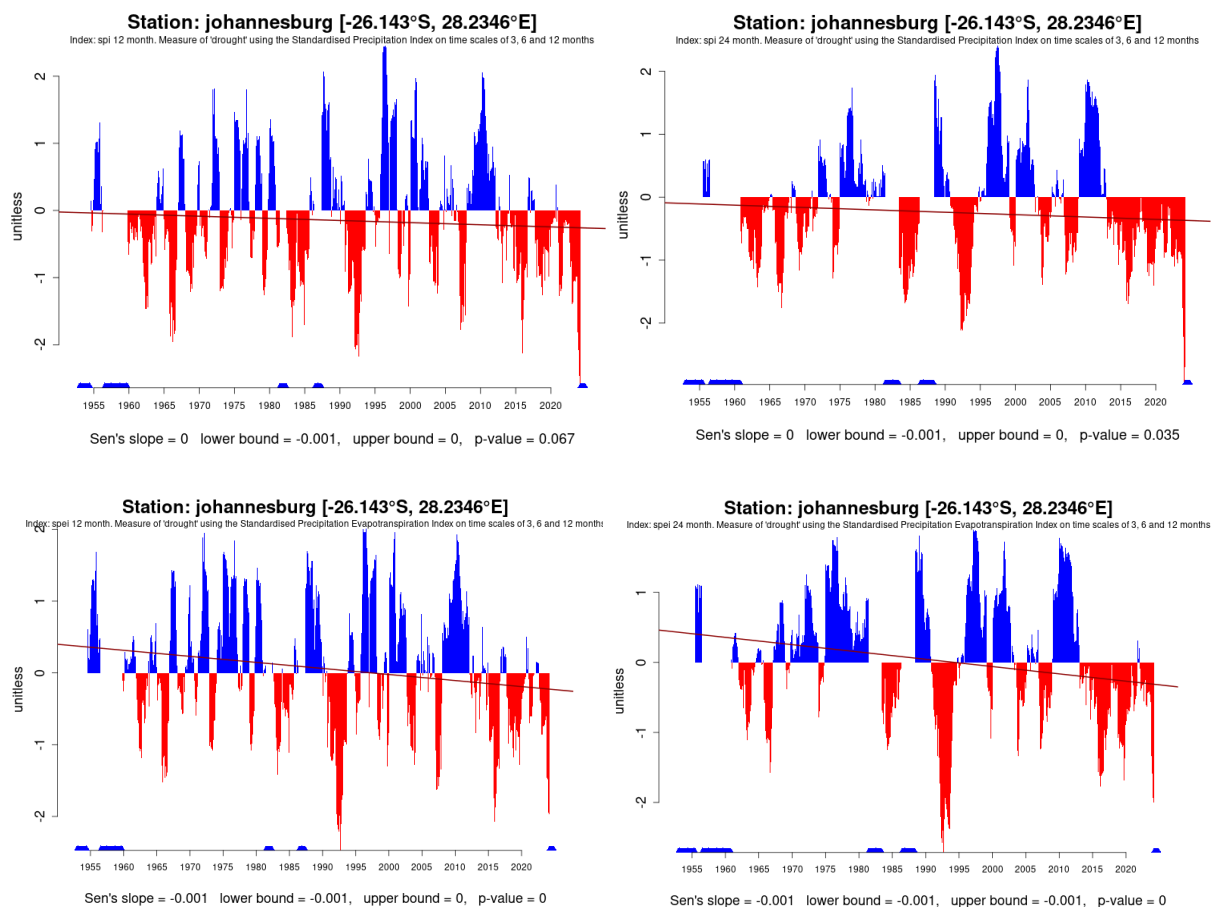 Station: johannesburg [-26.143°S, 28.2346°E]
Index: spi 12 month. Measure of 'drought' using the Standardised Precipitation Index on time scales of 3, 6 and 12 months
unitless
2
1
0
-1
-2
1955 1960 1965 1970 1975 1980 1985 1990 1995 2000 2005 2010 2015 2020
Sen's slope = 0 lower bound = -0.001, upper bound = 0, p-value = 0.067
Station: johannesburg [-26.143°S, 28.2346°E]
Index: spi 24 month. Measure of 'drought' using the Standardised Precipitation Index on time scales of 3, 6 and 12 months
unitless
2
1
0
-1
-2
1955 1960 1965 1970 1975 1980 1985 1990 1995 2000 2005 2010 2015 2020
Sen's slope = 0 lower bound = -0.001, upper bound = 0, p-value = 0.035
Station: johannesburg [-26.143°S, 28.2346°E]
Index: spei 12 month. Measure of 'drought' using the Standardised Precipitation Evapotranspiration Index on time scales of 3, 6 and 12 months
unitless
2
1
0
-1
-2
1955 1960 1965 1970 1975 1980 1985 1990 1995 2000 2005 2010 2015 2020
Sen's slope = -0.001 lower bound = -0.001, upper bound = 0, p-value = 0
Station: johannesburg [-26.143°S, 28.2346°E]
Index: spei 24 month. Measure of 'drought' using the Standardised Precipitation Evapotranspiration Index on time scales of 3, 6 and 12 months
unitless
1
0
-1
-2
1955 1960 1965 1970 1975 1980 1985 1990 1995 2000 2005 2010 2015 2020
Sen's slope = -0.001 lower bound = -0.001, upper bound = -0.001, p-value = 0